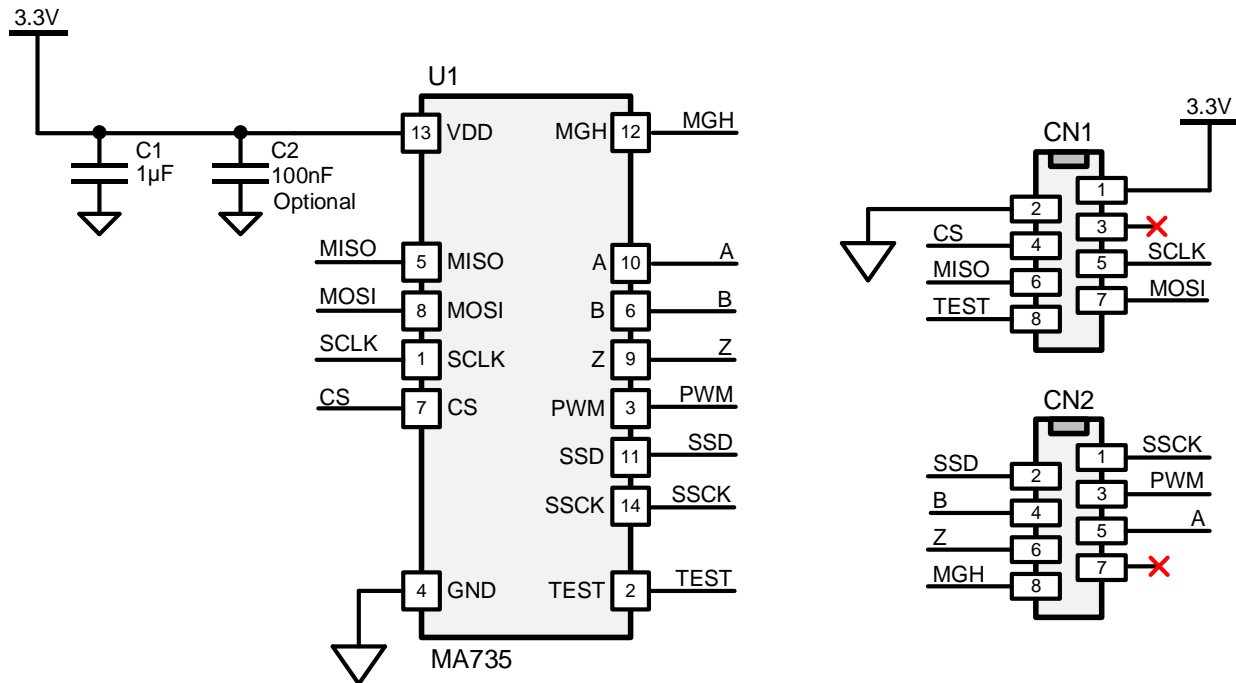 3.3V
U1
13 VDD
MGH 12 MGH
C1
1µF
C2
100nF
Optional
MISO 5 MISO
A 10 A
MOSI 8 MOSI
B 6 B
SCLK 1 SCLK
Z 9 Z
CS 7 CS
PWM 3 PWM
SSD 11 SSD
SSCK 14 SSCK
4 GND
TEST 2 TEST
MA735
3.3V
CN1
1
2
3
CS 4
5 SCLK
MISO 6
7 MOSI
TEST 8
CN2
1 SSCK
SSD 2
3 PWM
B 4
5 A
Z 6
7
MGH 8